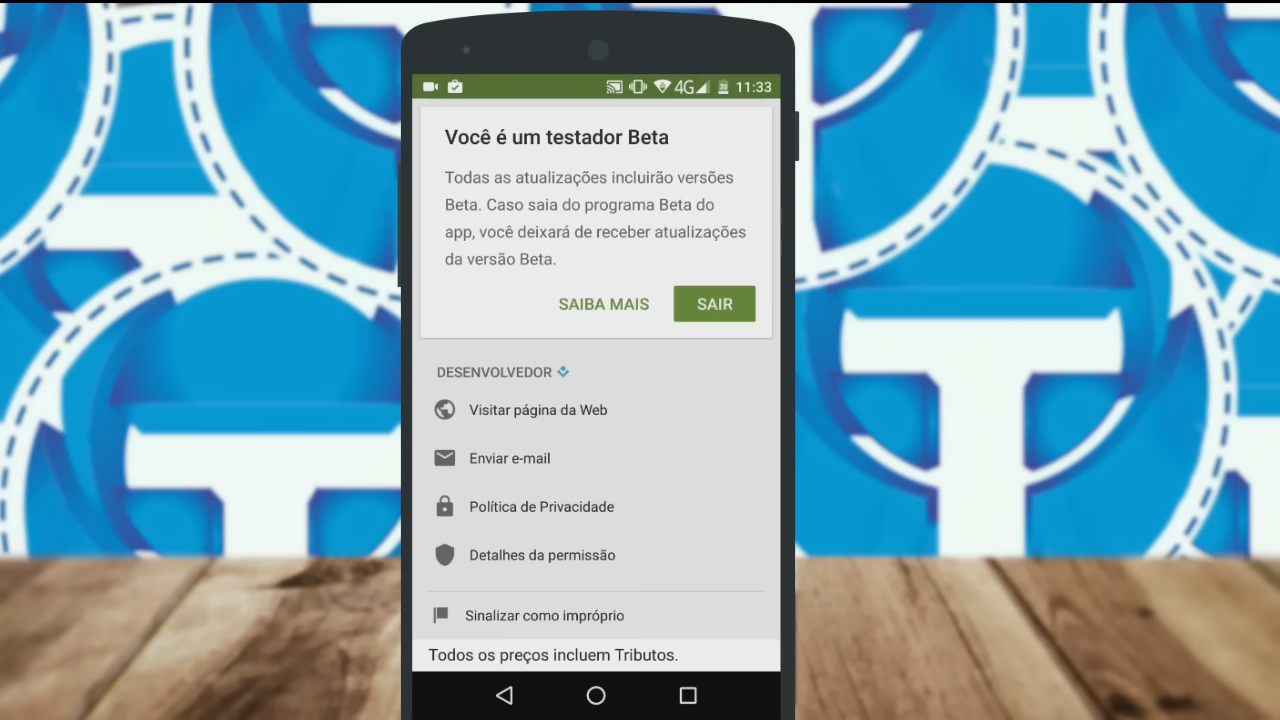 4G 11:33
Você é um testador Beta
Todas as atualizações incluirão versões
Beta. Caso saia do programa Beta do
app, você deixará de receber atualizações
da versão Beta.
SAIBA MAIS SAIR
DESENVOLVEDOR
Visitar página da Web
Enviar e-mail
Política de Privacidade
Detalhes da permissão
Sinalizar como impróprio
Todos os preços incluem Tributos.